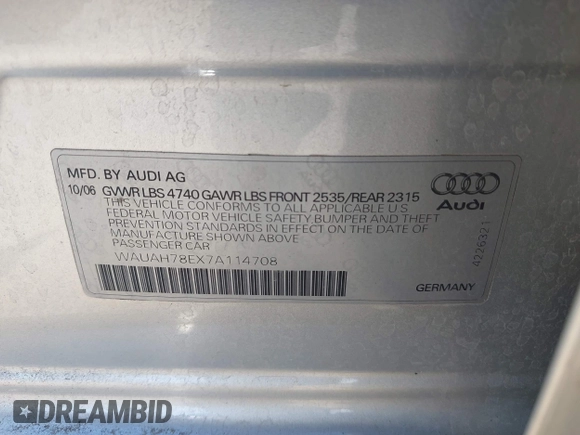 MFD. BY AUDI AG
10/06 GVWR LBS 4740 GAWR LBS FRONT 2535/REAR 2315
THIS VEHICLE CONFORMS TO ALL APPLICABLE U S
FEDERAL MOTOR VEHICLE SAFETY BUMPER AND THEFT
PREVENTION STANDARDS IN EFFECT ON THE DATE OF
MANUFACTURE SHOWN ABOVE
PASSENGER CAR
WAUAH78EX7A114708
Audi
4226321
GERMANY
DREAMBID